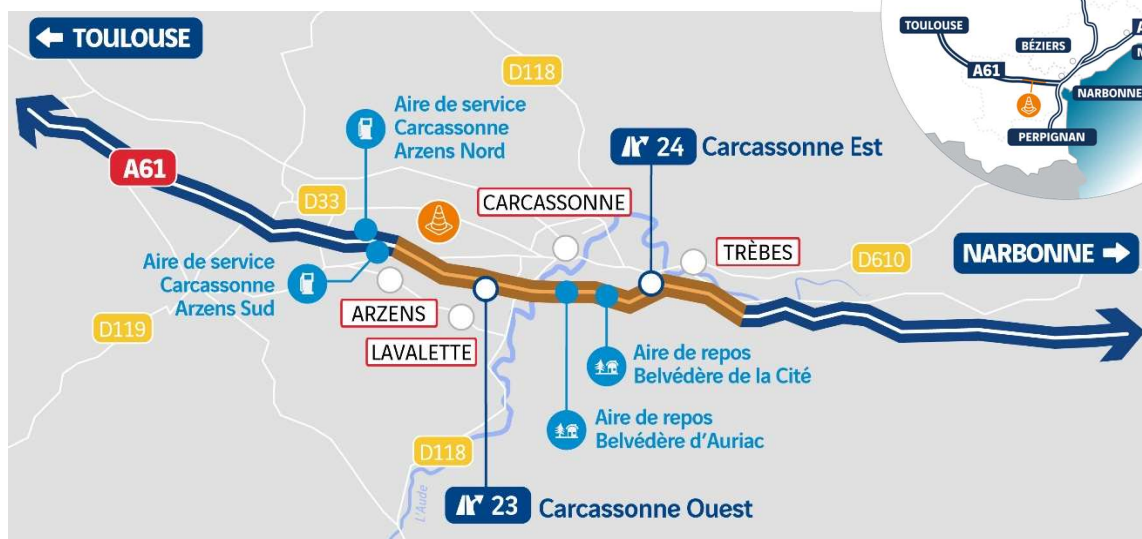 ← TOULOUSE
TOULOUSE
BÉZIERS
A61
NARBONNE
PERPIGNAN
D118
Aire de service
Carcassonne
Arzens Nord
24 Carcassonne Est
A61
D33
CARCASSONNE
TRÈBES
D610
NARBONNE →
Aire de service
Carcassonne
Arzens Sud
ARZENS
LAVALETTE
D119
Aire de repos
Belvédère de la Cité
Aire de repos
Belvédère d'Auriac
D118
L'Aude
23 Carcassonne Ouest